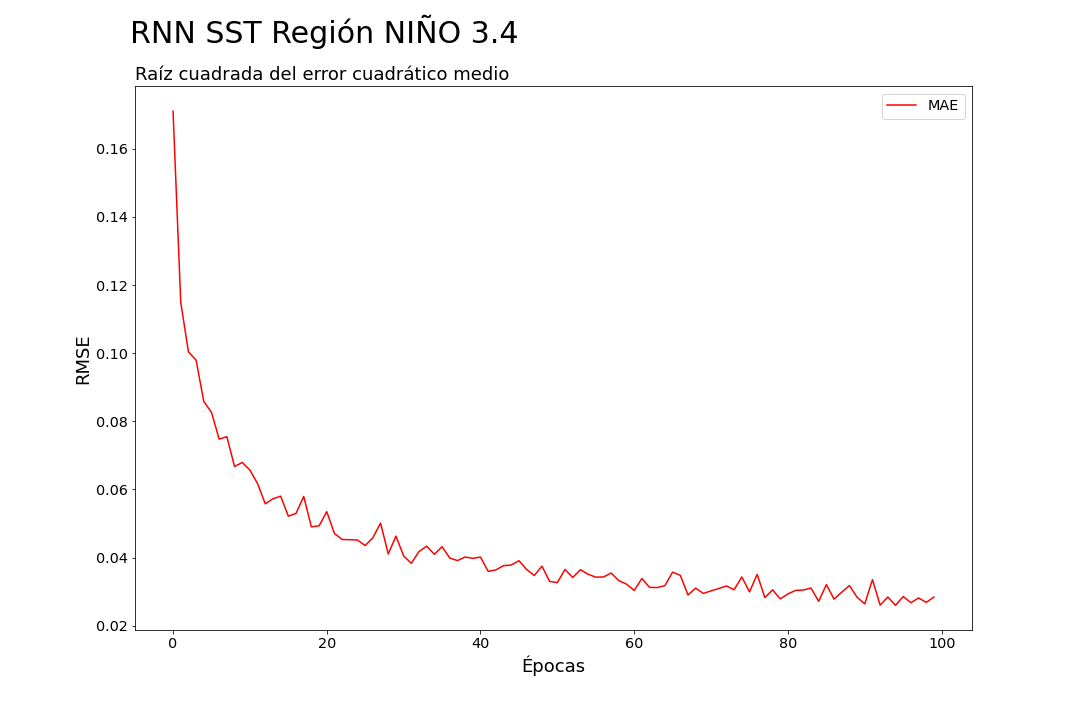 RNN SST Región NIÑO 3.4
Raíz cuadrada del error cuadrático medio
MAE
RMSE
0.16
0.14
0.12
0.10
0.08
0.06
0.04
0.02
0 20 40 60 80 100
Épocas